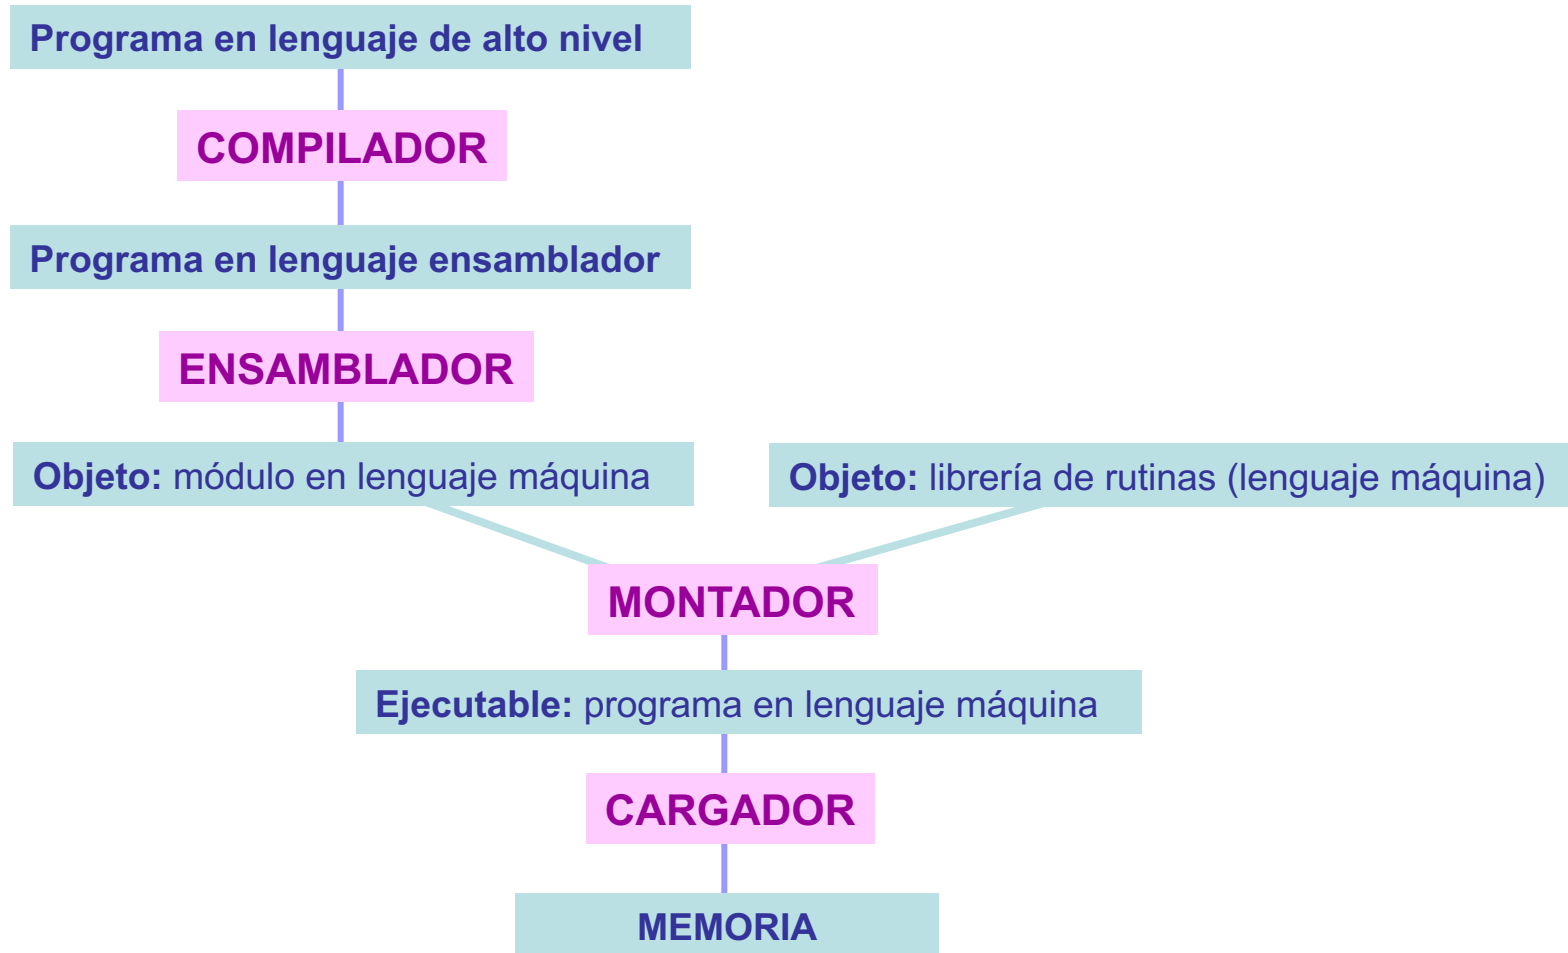 Programa en lenguaje de alto nivel
COMPILADOR
Programa en lenguaje ensamblador
ENSAMBLADOR
Objeto: módulo en lenguaje máquina
Objeto: librería de rutinas (lenguaje máquina)
MONTADOR
Ejecutable: programa en lenguaje máquina
CARGADOR
MEMORIA